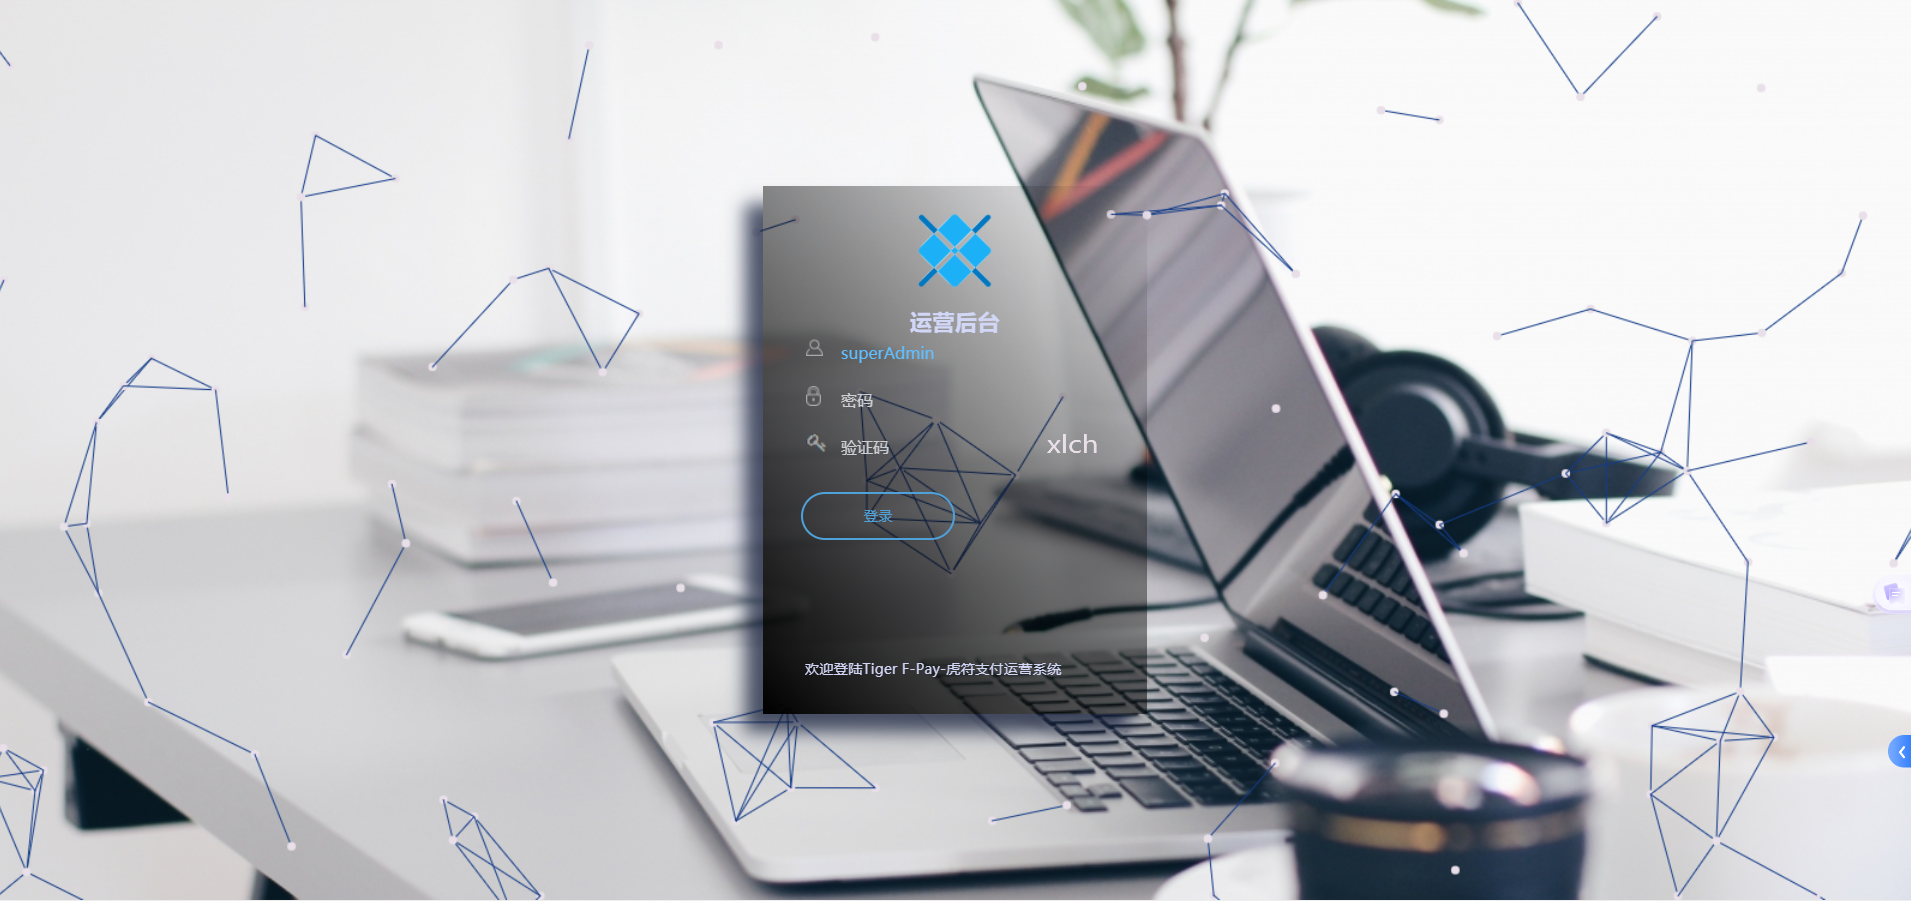 运营后台
superAdmin
密码
验证码
xlch
登录
欢迎登陆Tiger F-Pay-虎符支付运营系统